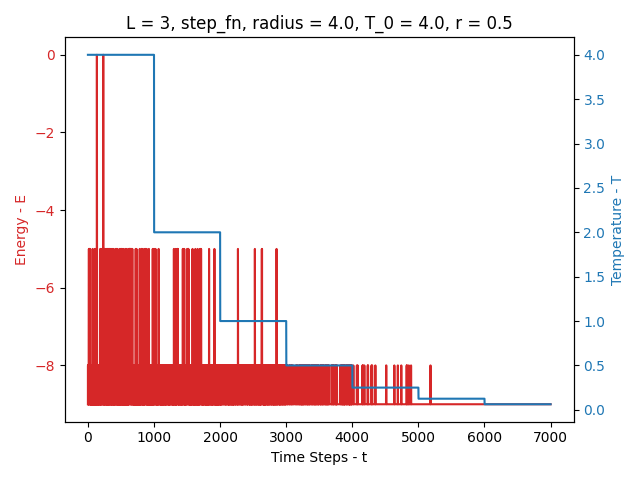 L = 3, step_fn, radius = 4.0, T_0 = 4.0, r = 0.5
Energy - E
0
−2
−4
−6
−8
4.0
3.5
3.0
2.5
2.0
1.5
1.0
0.5
0.0
Temperature - T
0 1000 2000 3000 4000 5000 6000 7000
Time Steps - t